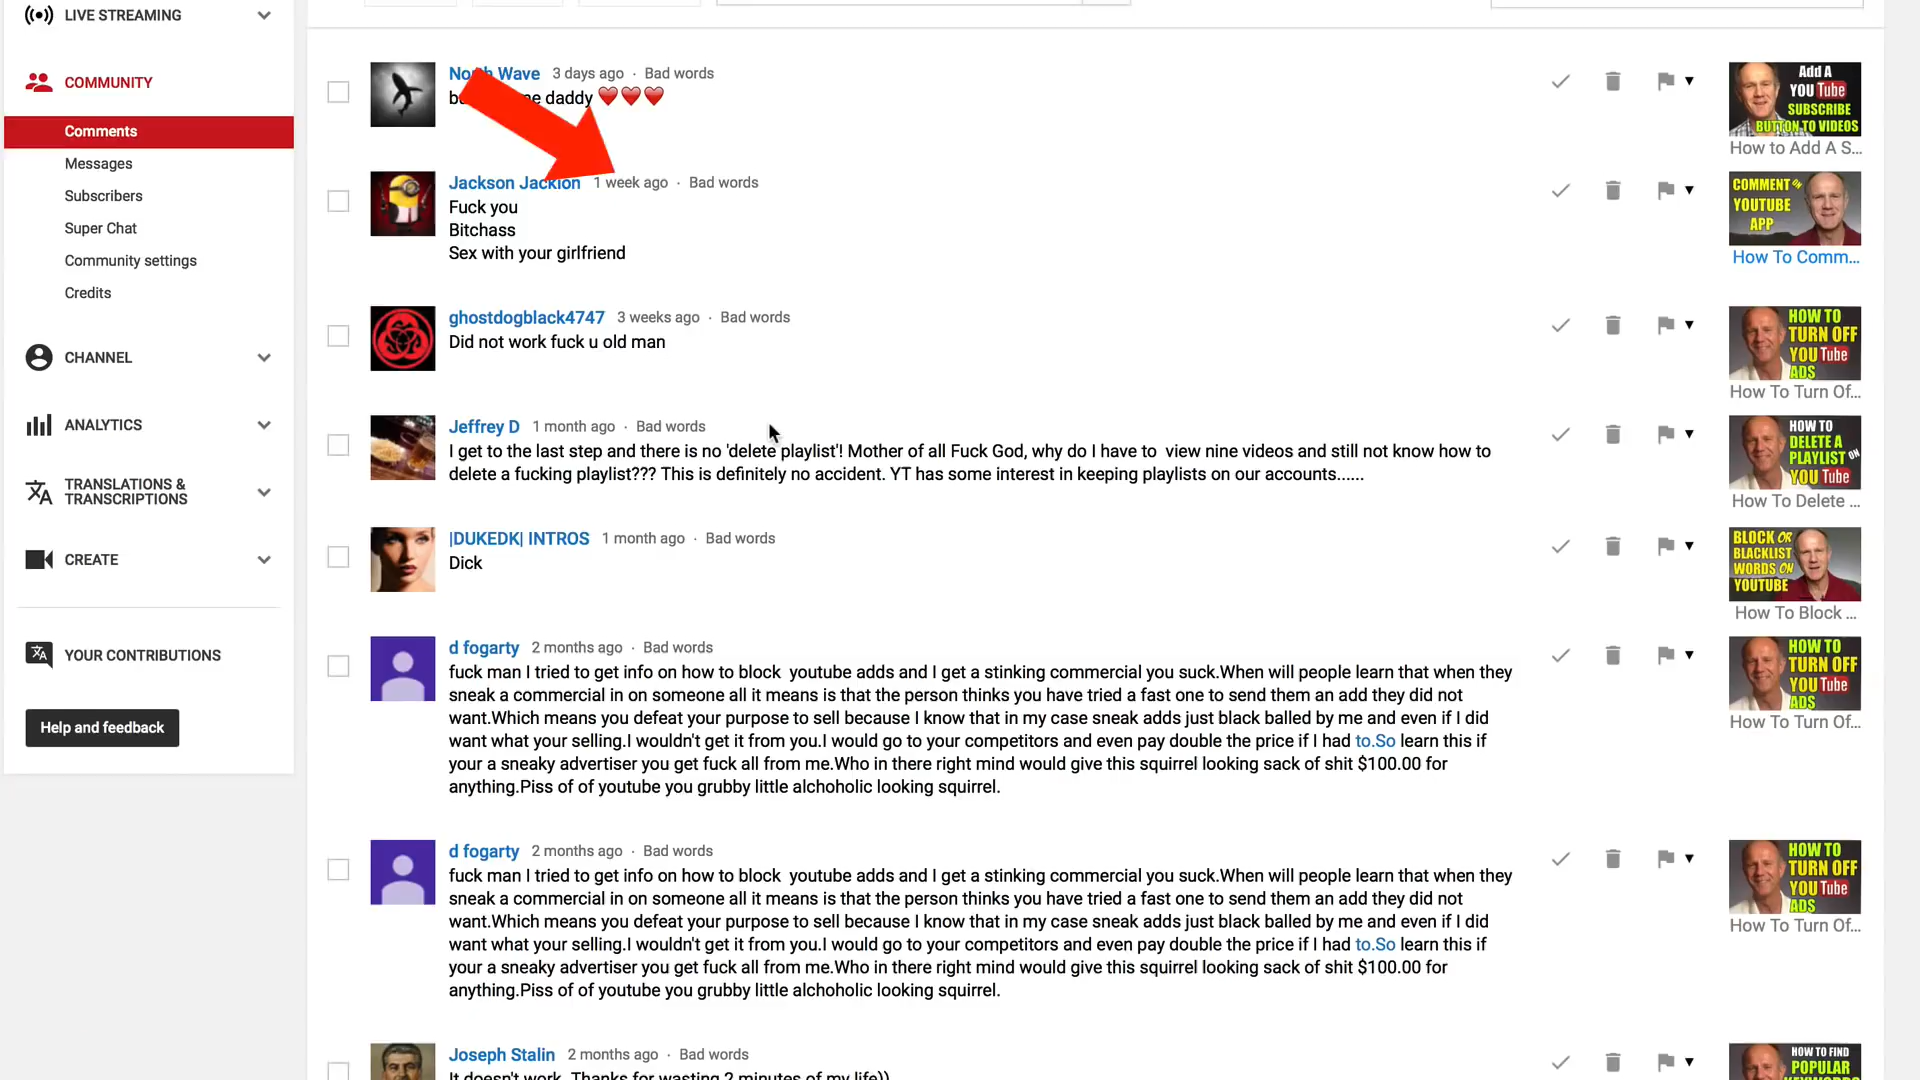 LIVE STREAMING
COMMUNITY
Comments
Messages
Subscribers
Super Chat
Community settings
Credits
CHANNEL
ANALYTICS
TRANSLATIONS &
TRANSCRIPTIONS
CREATE
YOUR CONTRIBUTIONS
Help and feedback
North Wave 3 days ago · Bad words
daddy ❤❤❤
Add A
YOU Tube
SUBSCRIBE
BUTTON TO VIDEOS
How to Add A S...
Jackson Jacklon 1 week ago · Bad words
Fuck you
Bitchass
Sex with your girlfriend
COMMENT ON
YOUTUBE
APP
How To Comm...
ghostdogblack4747 3 weeks ago · Bad words
Did not work fuck u old man
HOW TO
TURN OFF
YOU Tube
ADS
How To Turn Of...
Jeffrey D 1 month ago · Bad words
I get to the last step and there is no 'delete playlist'! Mother of all Fuck God, why do I have to  view nine videos and still not know how to
delete a fucking playlist??? This is definitely no accident. YT has some interest in keeping playlists on our accounts......
HOW TO
DELETE A
PLAYLIST ON
YOU Tube
How To Delete ...
|DUKEDK| INTROS 1 month ago · Bad words
Dick
BLOCK OR
BLACKLIST
WORDS ON
YOUTUBE
How To Block ...
d fogarty 2 months ago · Bad words
fuck man I tried to get info on how to block  youtube adds and I get a stinking commercial you suck.When will people learn that when they
sneak a commercial in on someone all it means is that the person thinks you have tried a fast one to send them an add they did not
want.Which means you defeat your purpose to sell because I know that in my case sneak adds just black balled by me and even if I did
want what your selling.I wouldn't get it from you.I would go to your competitors and even pay double the price if I had to.So learn this if
your a sneaky advertiser you get fuck all from me.Who in there right mind would give this squirrel looking sack of shit $100.00 for
anything.Piss of of youtube you grubby little alchoholic looking squirrel.
HOW TO
TURN OFF
YOU Tube
ADS
How To Turn Of...
d fogarty 2 months ago · Bad words
fuck man I tried to get info on how to block  youtube adds and I get a stinking commercial you suck.When will people learn that when they
sneak a commercial in on someone all it means is that the person thinks you have tried a fast one to send them an add they did not
want.Which means you defeat your purpose to sell because I know that in my case sneak adds just black balled by me and even if I did
want what your selling.I wouldn't get it from you.I would go to your competitors and even pay double the price if I had to.So learn this if
your a sneaky advertiser you get fuck all from me.Who in there right mind would give this squirrel looking sack of shit $100.00 for
anything.Piss of of youtube you grubby little alchoholic looking squirrel.
HOW TO
TURN OFF
YOU Tube
ADS
How To Turn Of...
Joseph Stalin 2 months ago · Bad words
It doesn't work. Thanks for wasting 2 minutes of my life))
HOW TO FIND
POPULAR